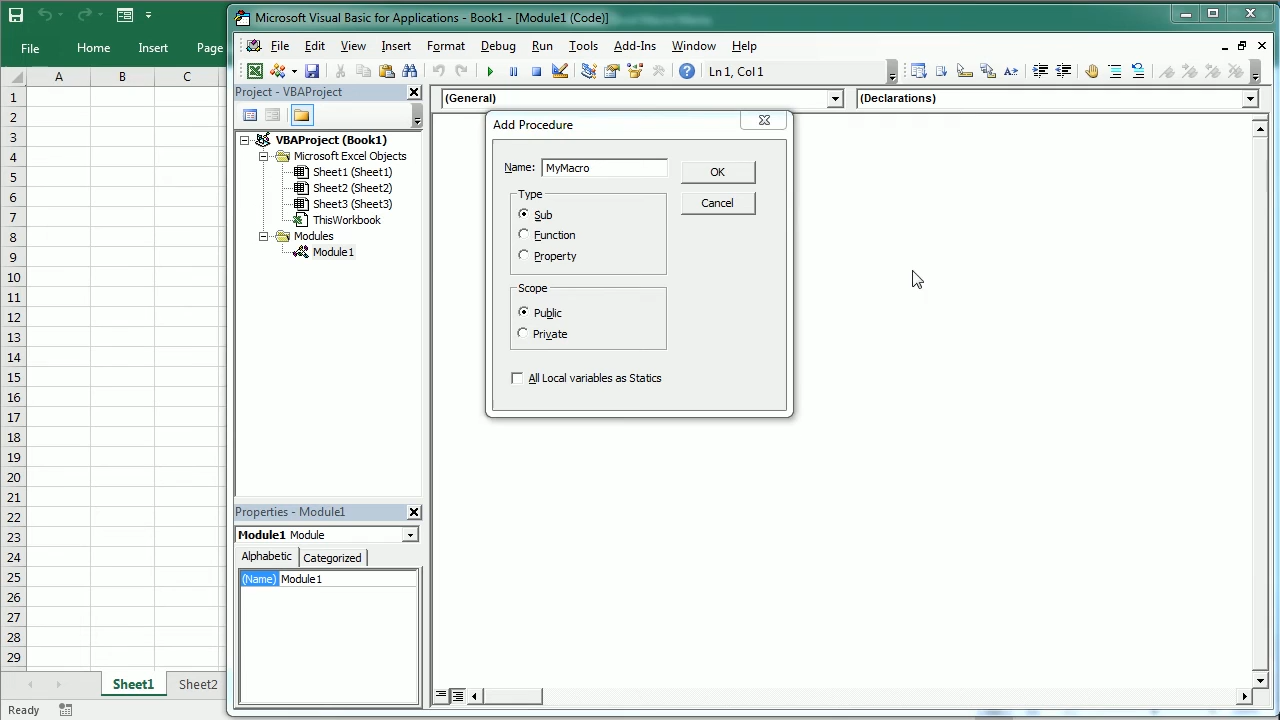 Microsoft Visual Basic for Applications - Book1 - [Module1 (Code)]
File Home Insert Page
File Edit View Insert Format Debug Run Tools Add-Ins Window Help
Ln 1, Col 1
A B C
1
2
3
4
5
6
7
8
9
10
11
12
13
14
15
16
17
18
19
20
21
22
23
24
25
26
27
28
29
Sheet1 Sheet2
Ready
Project - VBAProject
VBAProject (Book1)
Microsoft Excel Objects
Sheet1 (Sheet1)
Sheet2 (Sheet2)
Sheet3 (Sheet3)
ThisWorkbook
Modules
Module1
Properties - Module1
Module1 Module
Alphabetic Categorized
(Name) Module1
(General) (Declarations)
Add Procedure
Name: MyMacro OK
Cancel
Type
Sub
Function
Property
Scope
Public
Private
All Local variables as Statics